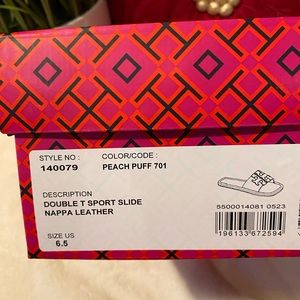 STYLE NO :
COLOR/CODE :
140079
PEACH PUFF 701
DESCRIPTION
DOUBLE T SPORT SLIDE
NAPPA LEATHER
5500014081 0523
SIZE US
6.5
196133 672594